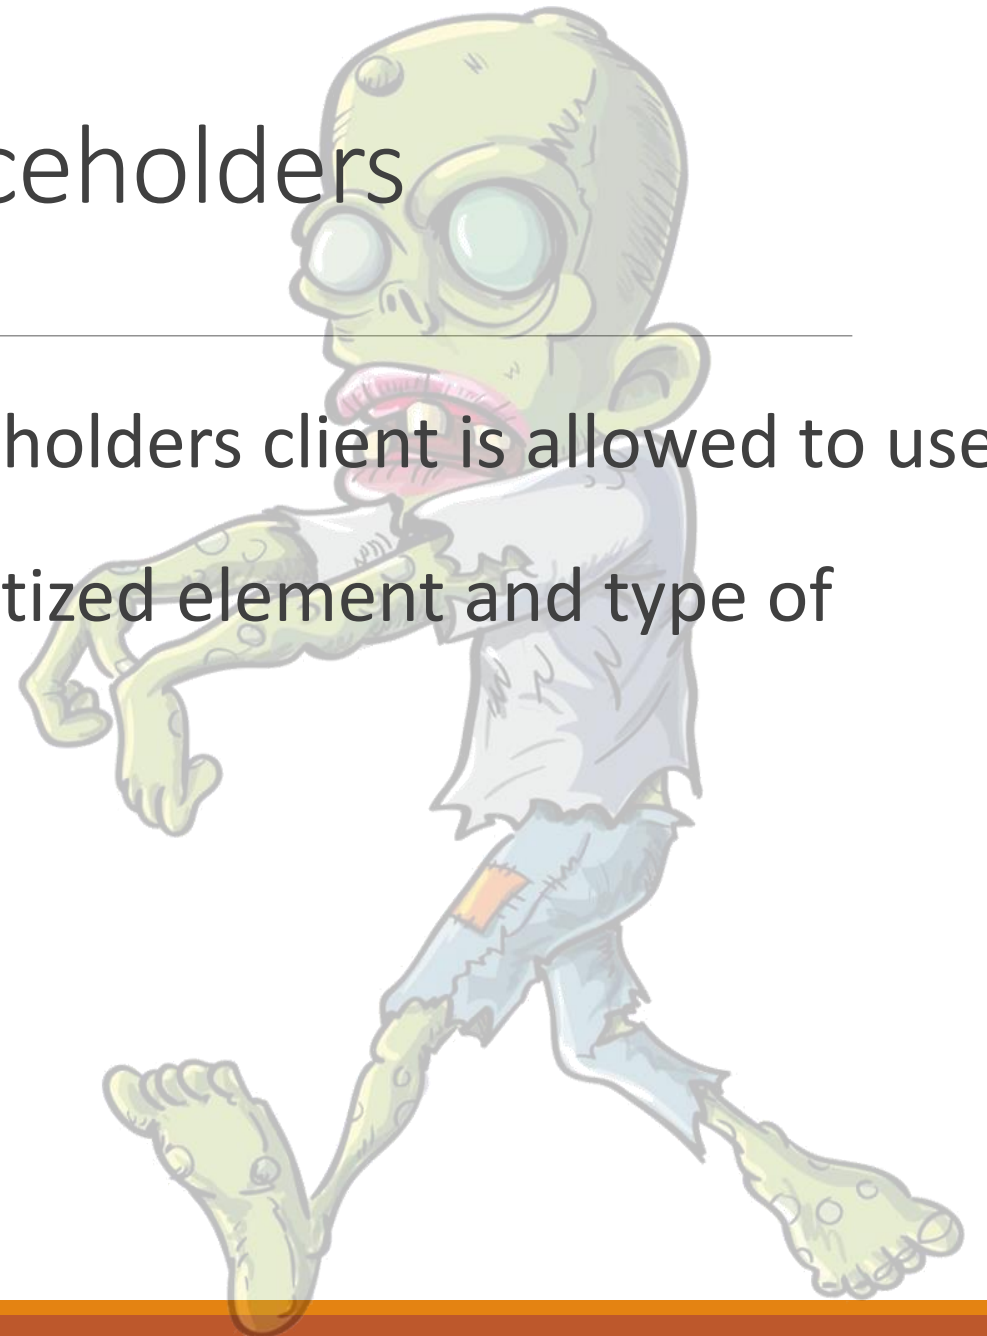 ceholders
holders client is allowed to use
tized element and type of